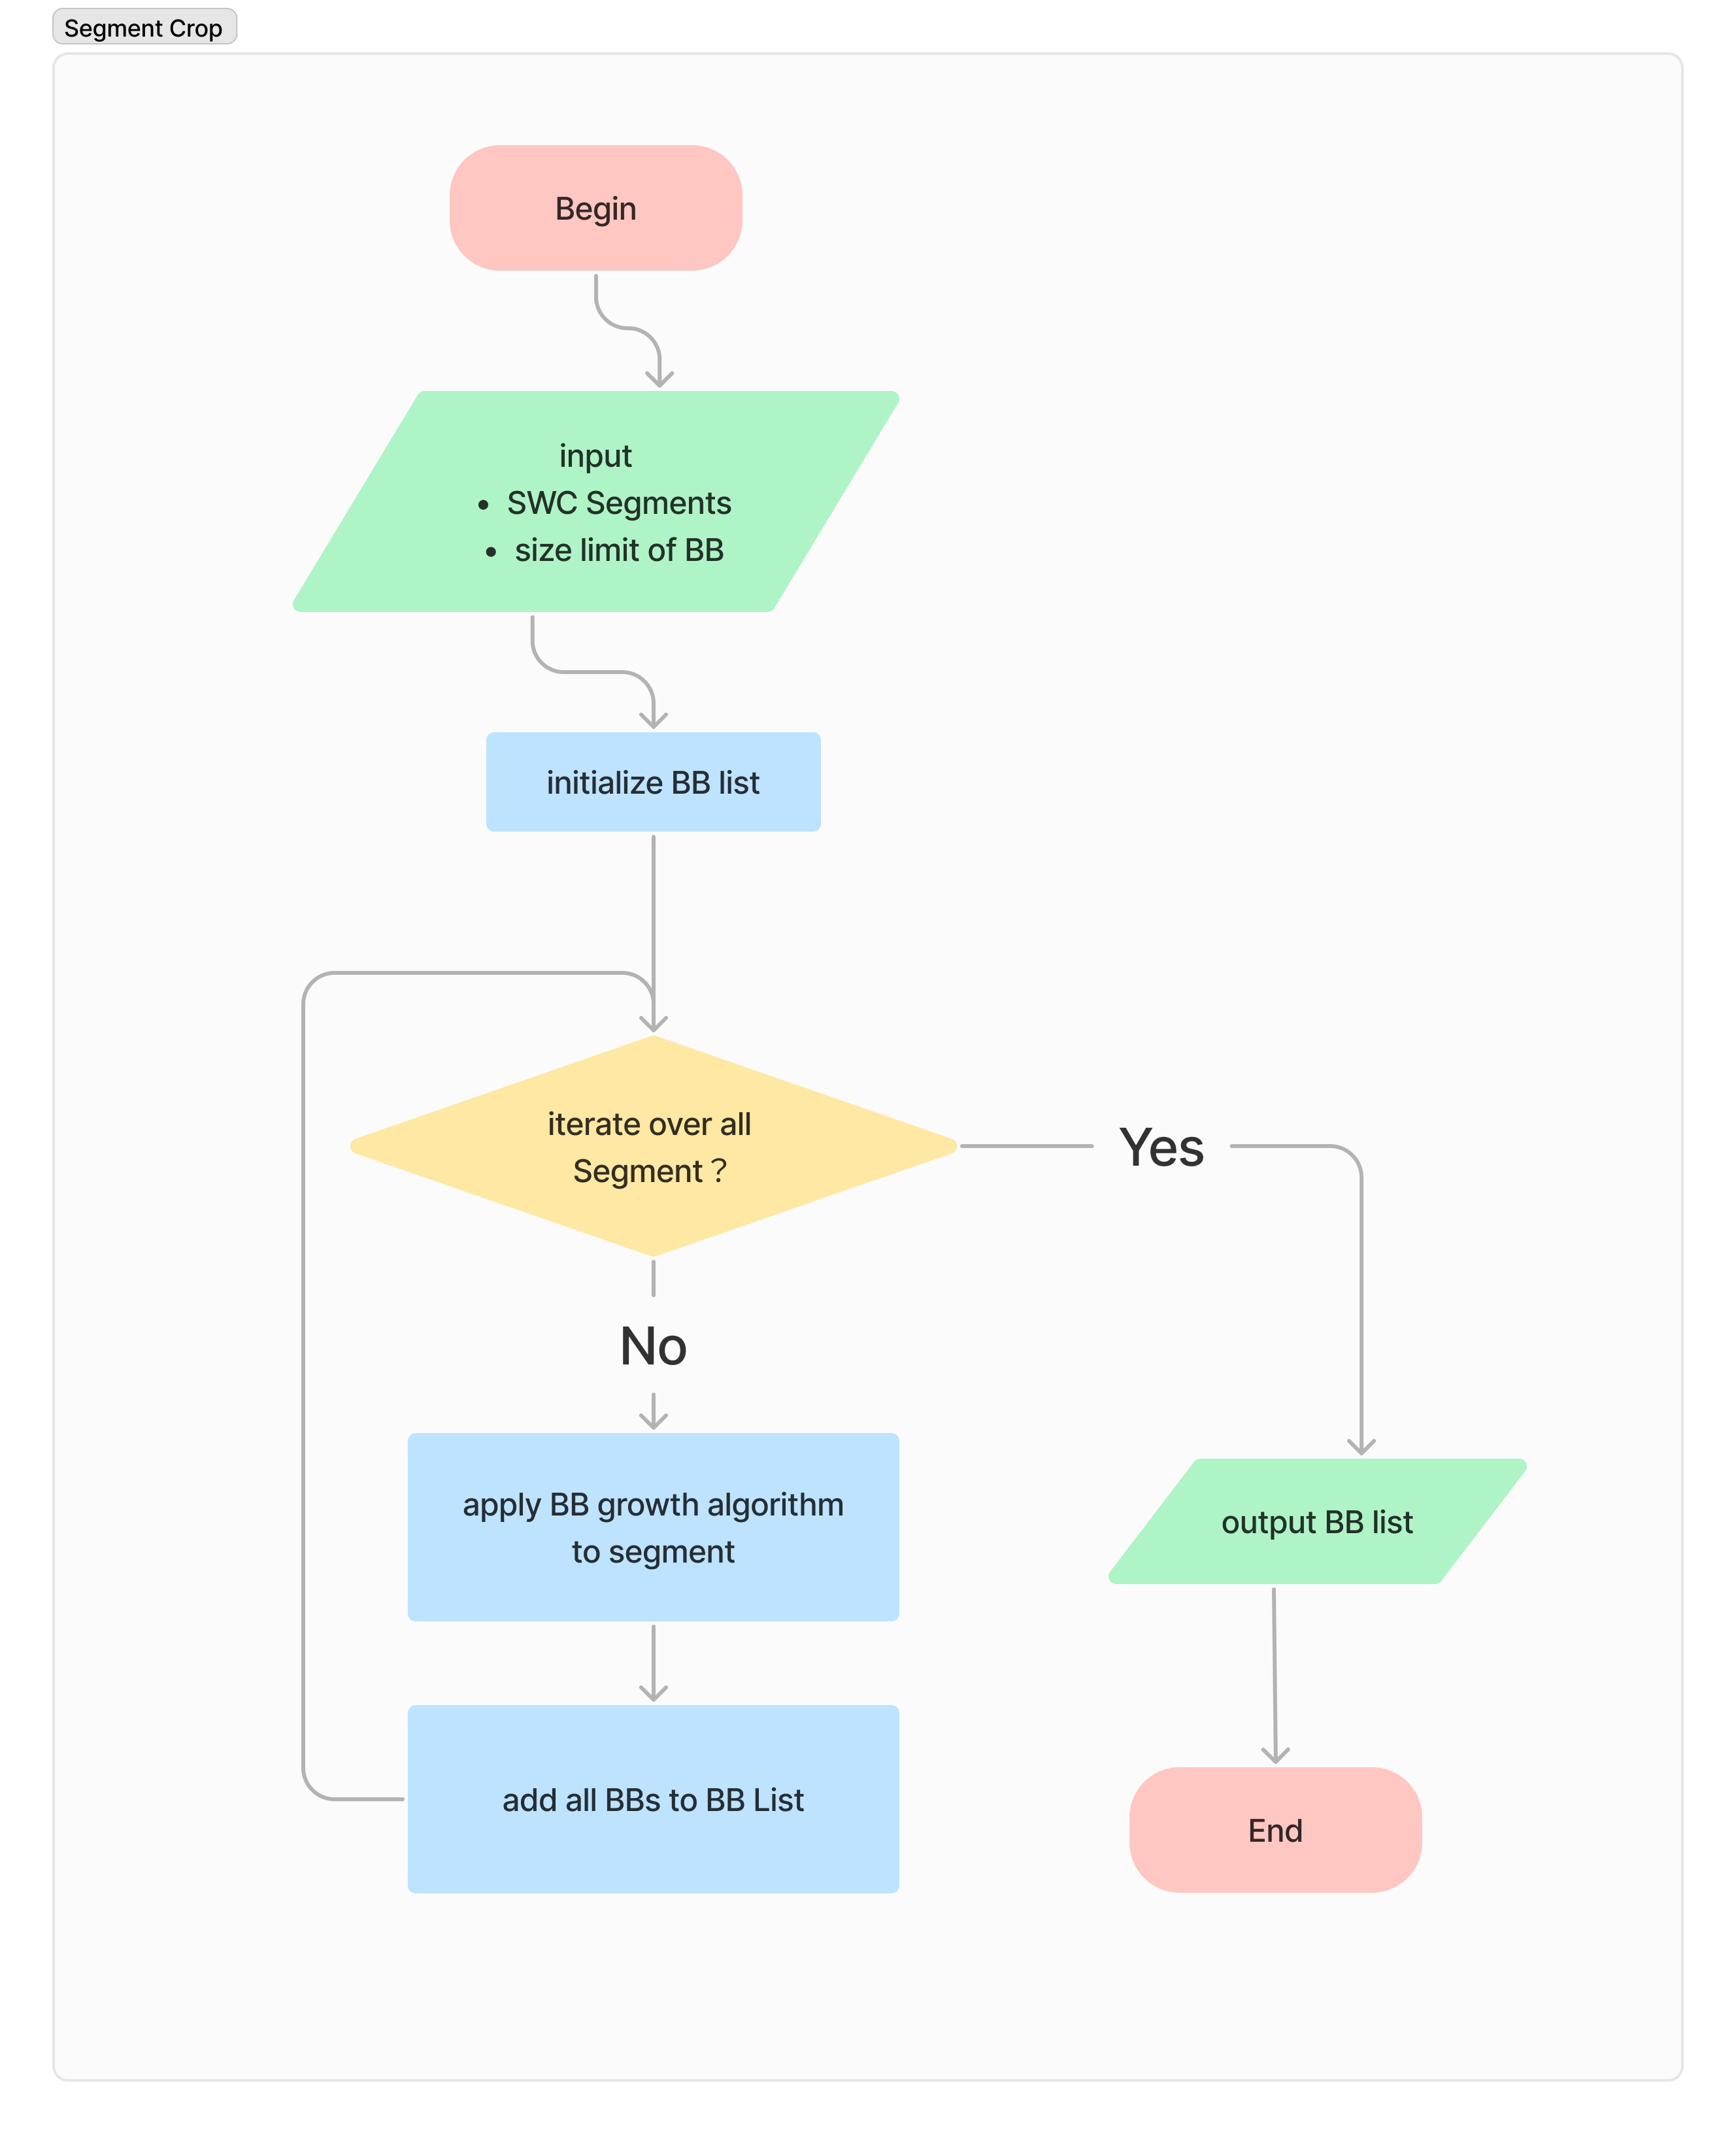 Segment Crop
Begin
input
• SWC Segments
• size limit of BB
initialize BB list
iterate over all
Segment？
Yes
No
apply BB growth algorithm
to segment
output BB list
add all BBs to BB List
End